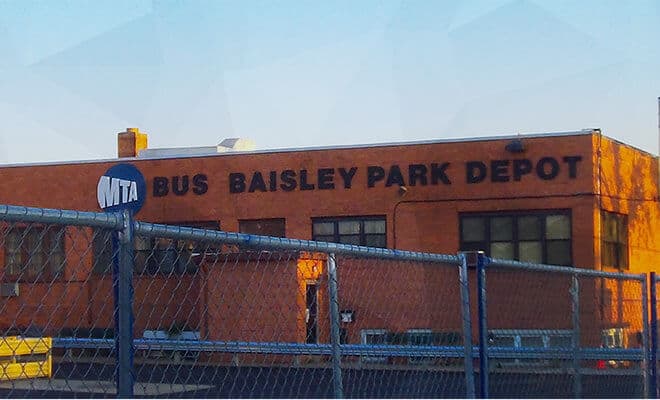 MTA BUS BAISLEY PARK DEPOT